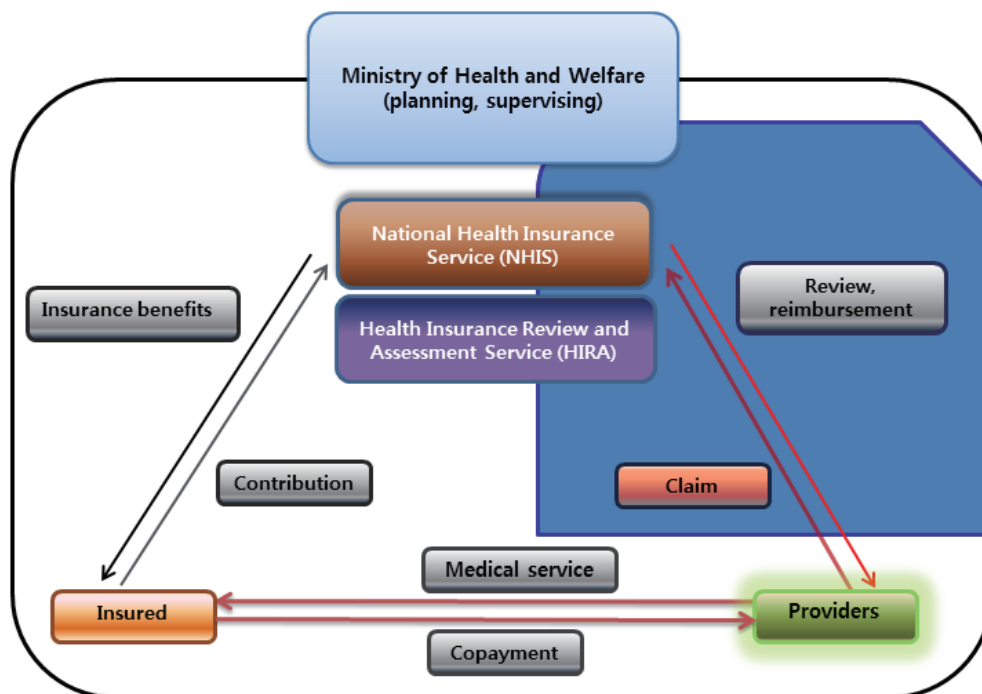 Ministry of Health and Welfare
(planning, supervising)
National Health Insurance
Service (NHIS)
Health Insurance Review and
Assessment Service (HIRA)
Insurance benefits
Review,
reimbursement
Contribution
Claim
Medical service
Insured
Providers
Copayment